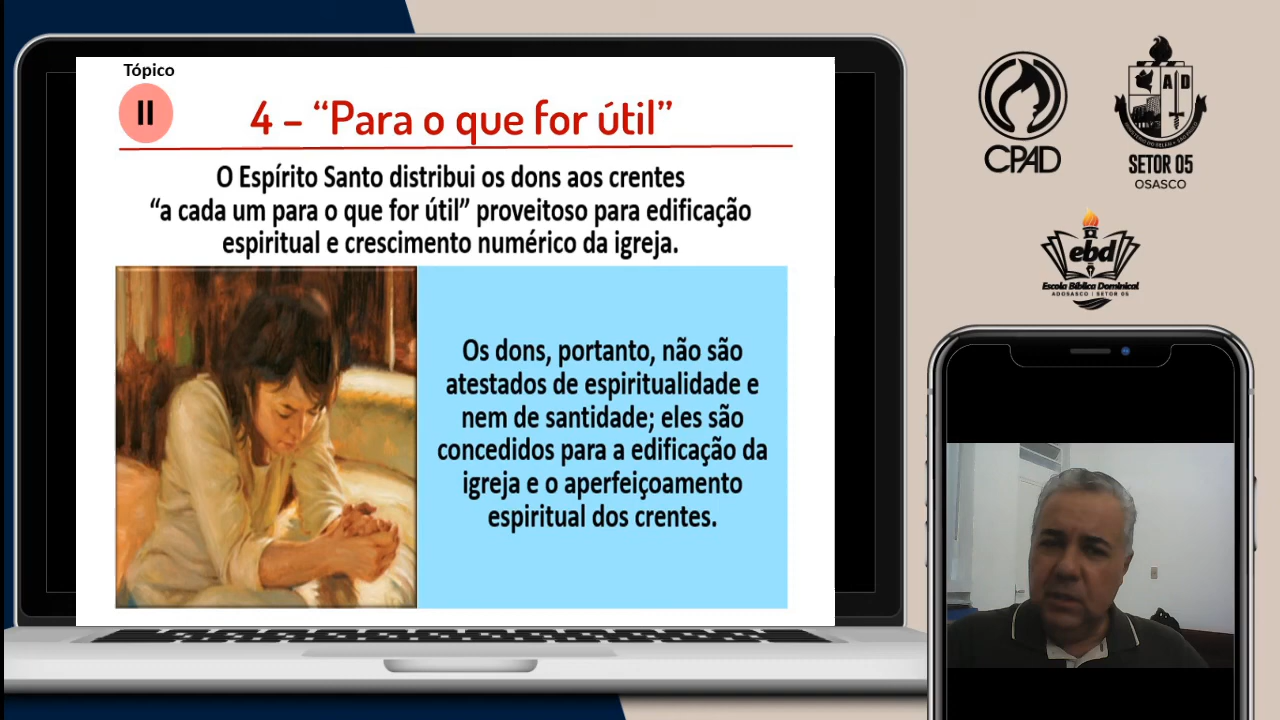 Tópico
II
4 – “Para o que for útil”
O Espírito Santo distribui os dons aos crentes
“a cada um para o que for útil” proveitoso para edificação
espiritual e crescimento numérico da igreja.
Os dons, portanto, não são
atestados de espiritualidade e
nem de santidade; eles são
concedidos para a edificação da
igreja e o aperfeiçoamento
espiritual dos crentes.
CPAD
A D
SETOR 05
OSASCO
ebd
Escola Bíblica Dominical
ADOSASCO / SETOR 05